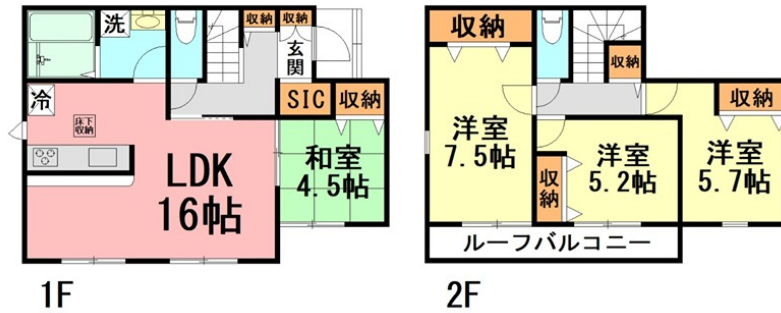 洗
収納
収納
玄関
冷
床下収納
SIC
収納
LDK
16帖
和室
4.5帖
1F
収納
収納
収納
洋室
7.5帖
収納
洋室
5.2帖
洋室
5.7帖
ルーフバルコニー
2F